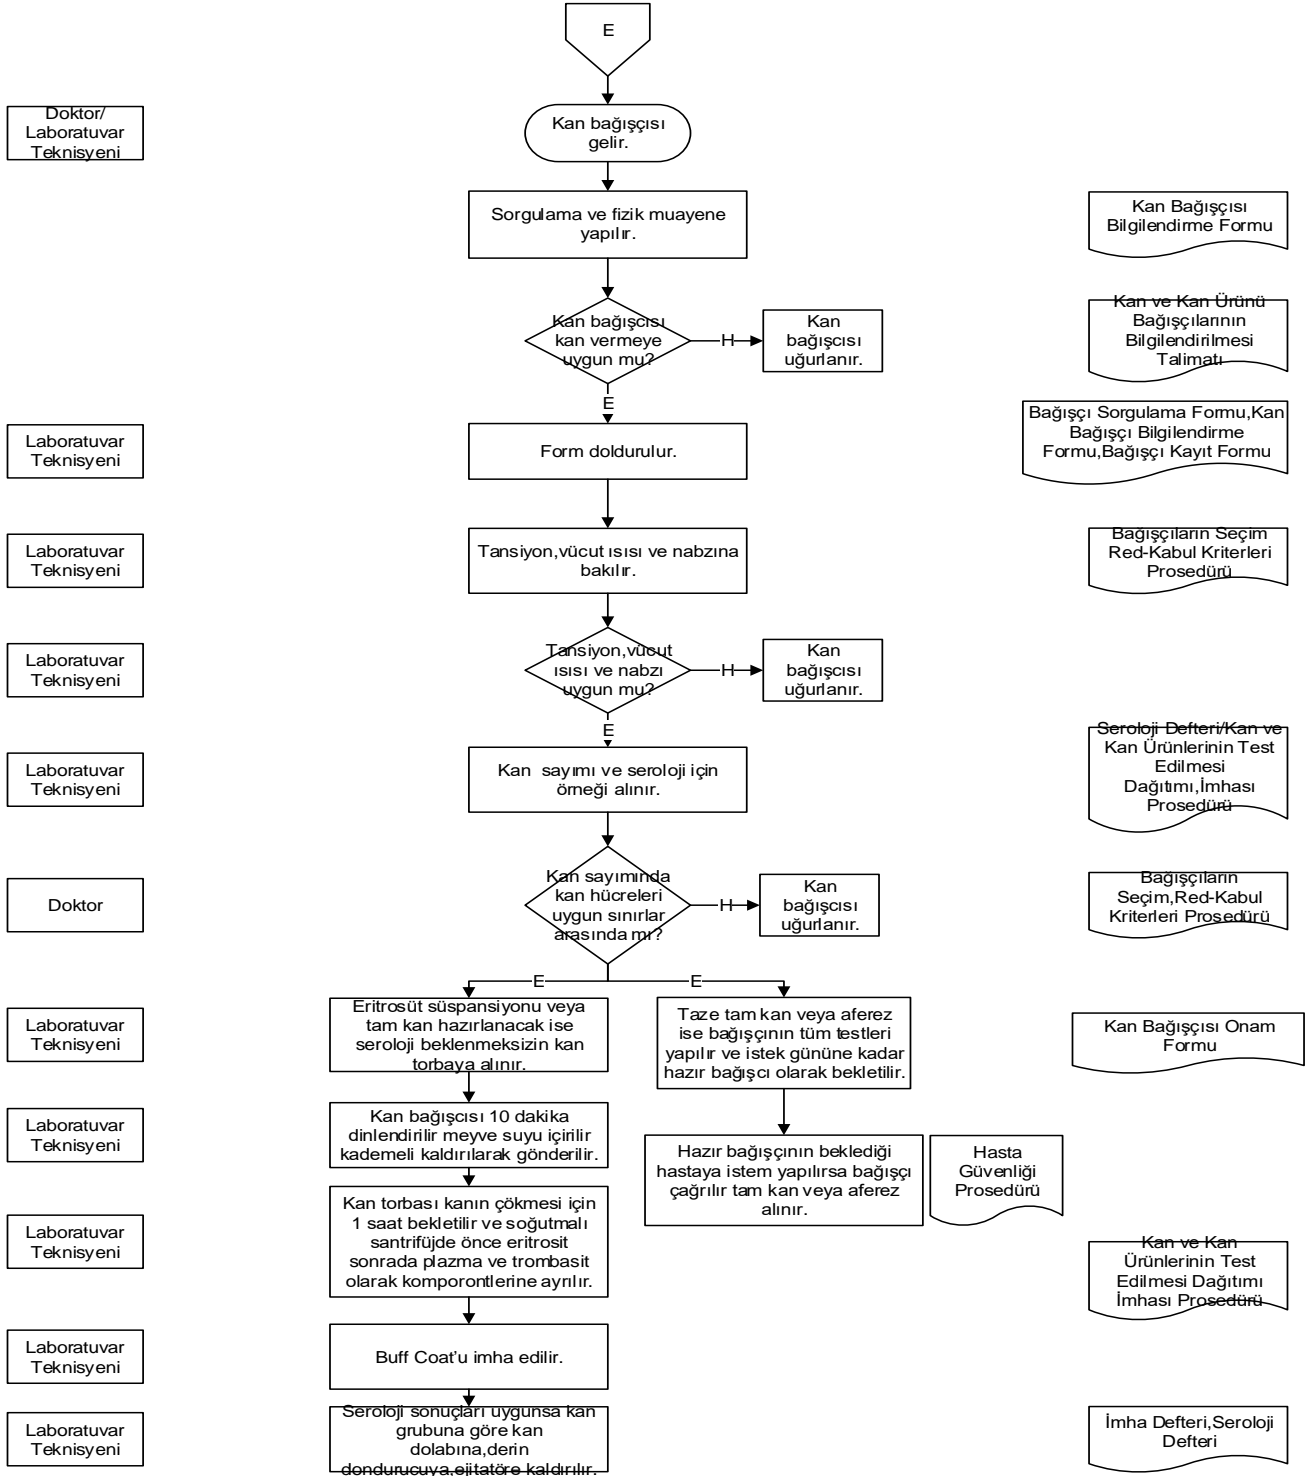 E
Doktor/
Laboratuvar
Teknisyeni
Kan bağışçısı
gelir.
Sorgulama ve fizik muayene
yapılır.
Kan Bağışçısı
Bilgilendirme Formu
Kan bağışcısı
kan vermeye
uygun mu?
H
Kan
bağışcısı
uğurlanır.
Kan ve Kan Ürünü
Bağışçılarının
Bilgilendirilmesi
Talimatı
E
Laboratuvar
Teknisyeni
Form doldurulur.
Bağışçı Sorgulama Formu,Kan
Bağışçı Bilgilendirme
Formu,Bağışçı Kayıt Formu
Laboratuvar
Teknisyeni
Tansiyon,vücut ısısı ve nabzına
bakılır.
Bağışçıların Seçim
Red-Kabul Kriterleri
Prosedürü
Laboratuvar
Teknisyeni
Tansiyon,vücut
ısısı ve nabzı
uygun mu?
H
Kan
bağışcısı
uğurlanır.
E
Laboratuvar
Teknisyeni
Kan  sayımı ve seroloji için
örneği alınır.
Seroloji Defteri/Kan ve
Kan Ürünlerinin Test
Edilmesi
Dağıtımı,İmhası
Prosedürü
Doktor
Kan sayımında
kan hücreleri
uygun sınırlar
arasında mı?
H
Kan
bağışcısı
uğurlanır.
Bağışçıların
Seçim,Red-Kabul
Kriterleri Prosedürü
E
E
Laboratuvar
Teknisyeni
Eritrosüt süspansiyonu veya
tam kan hazırlanacak ise
seroloji beklenmeksizin kan
torbaya alınır.
Taze tam kan veya aferez
ise bağışçının tüm testleri
yapılır ve istek gününe kadar
hazır bağışcı olarak bekletilir.
Kan Bağışcısı Onam
Formu
Laboratuvar
Teknisyeni
Kan bağışcısı 10 dakika
dinlendirilir meyve suyu içirilir
kademeli kaldırılarak gönderilir.
Hazır bağışçının beklediği
hastaya istem yapılırsa bağışçı
çağrılır tam kan veya aferez
alınır.
Hasta
Güvenliği
Prosedürü
Laboratuvar
Teknisyeni
Kan torbası kanın çökmesi için
1 saat bekletilir ve soğutmalı
santrifüjde önce eritrosit
sonrada plazma ve trombasit
olarak komporontlerine ayrılır.
Kan ve Kan
Ürünlerinin Test
Edilmesi Dağıtımı
İmhası Prosedürü
Laboratuvar
Teknisyeni
Buff Coat'u imha edilir.
Laboratuvar
Teknisyeni
Seroloji sonuçları uygunsa kan
grubuna göre kan
dolabına,derin
dondurucuya,ejitatöre kaldırılır.
İmha Defteri,Seroloji
Defteri